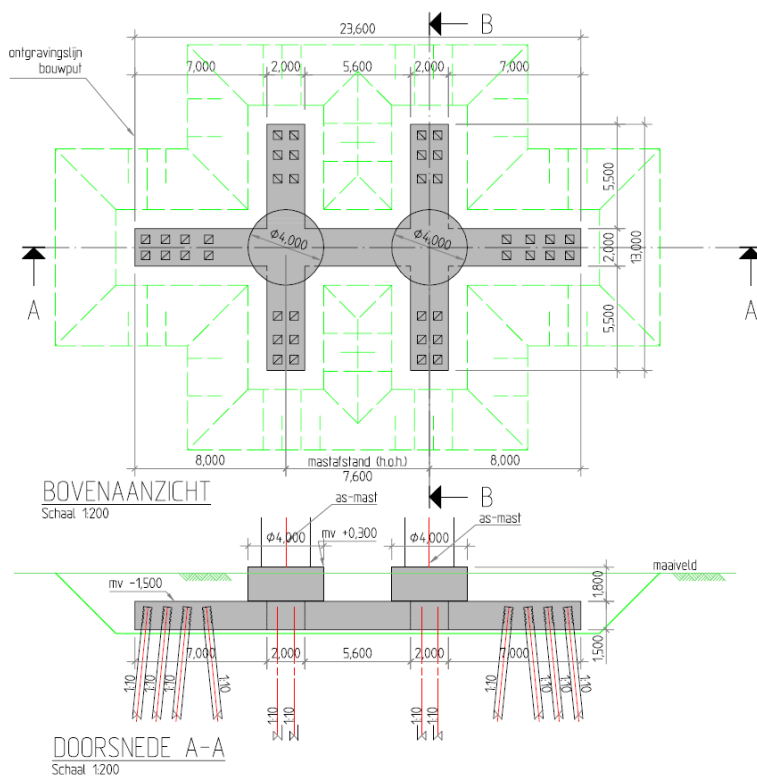 B
23,600
ontgravingslijn
bouwput
7,000 2,000 5,600 2,000 7,000
5,500
2,000
13,000
5,500
Φ4,000 Φ4,000
A A
8,000 mastafstand (h.o.h.) 8,000
7,600
BOVENAANZICHT
Schaal 1:200
B
as-mast
as-mast
Φ4,000 mv +0,300 Φ4,000
maaiveld
mv -1,500
1,800
1,500
7,000 2,000 5,600 2,000 7,000
1:10 1:10 1:10 1:10 1:10 1:10 1:10 1:10
1:10 1:10 1:10 1:10
DOORSNEDE A-A
Schaal 1:200